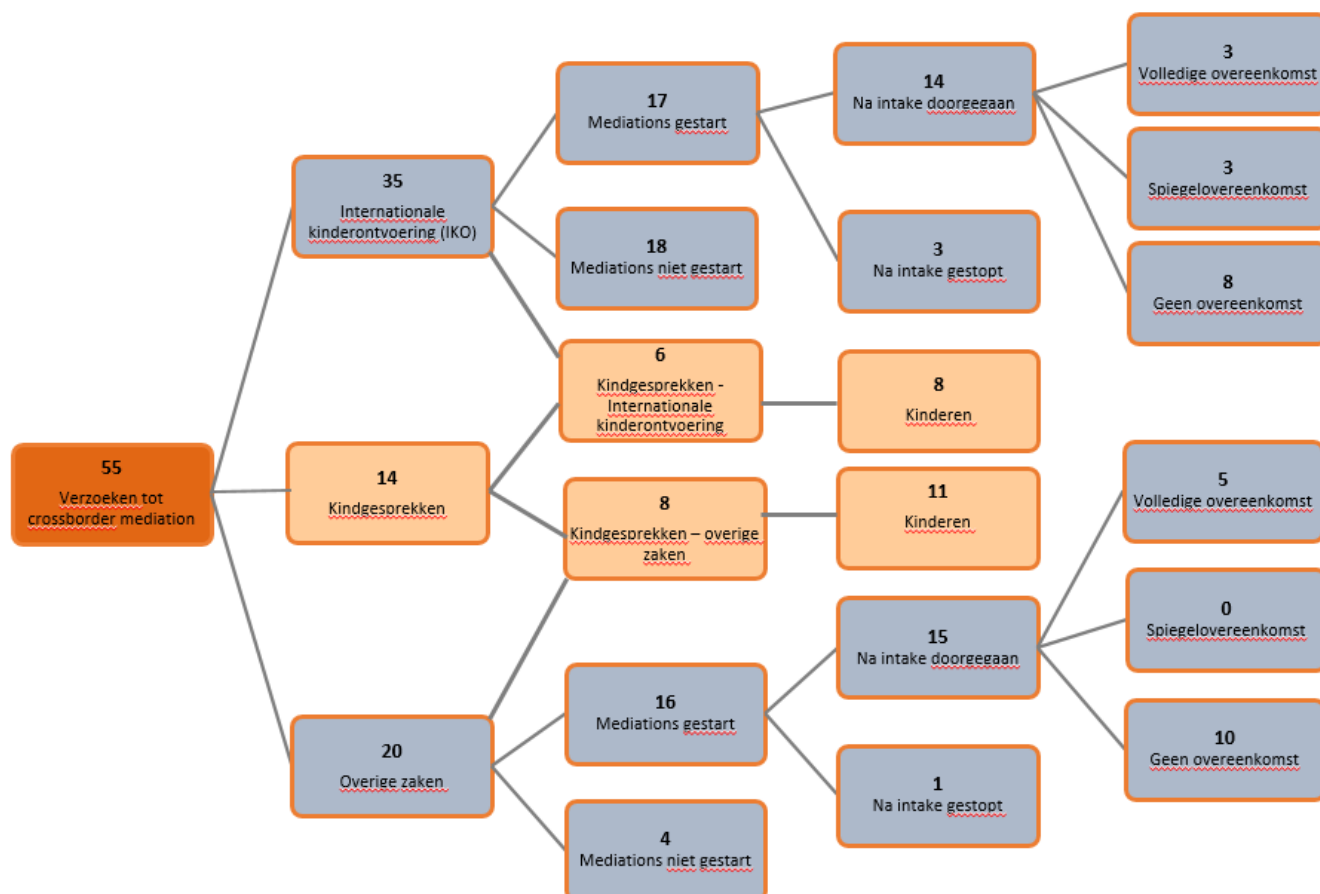 55
Verzoeken tot
crossborder mediation
35
Internationale
kinderontvoering (IKO)
14
Kindgesprekken
20
Overige zaken
17
Mediations gestart
18
Mediations niet gestart
6
Kindgesprekken -
Internationale
kinderontvoering
8
Kindgesprekken – overige
zaken
16
Mediations gestart
4
Mediations niet gestart
14
Na intake doorgegaan
3
Na intake gestopt
8
Kinderen
11
Kinderen
15
Na intake doorgegaan
1
Na intake gestopt
3
Volledige overeenkomst
3
Spiegelovereenkomst
8
Geen overeenkomst
5
Volledige overeenkomst
0
Spiegelovereenkomst
10
Geen overeenkomst